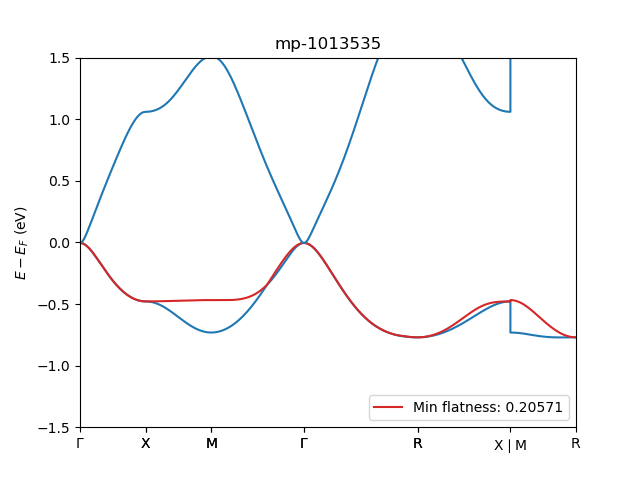 mp-1013535
E − E_F (eV)
1.5
1.0
0.5
0.0
−0.5
−1.0
−1.5
Min flatness: 0.20571
Γ X M Γ R X | M R